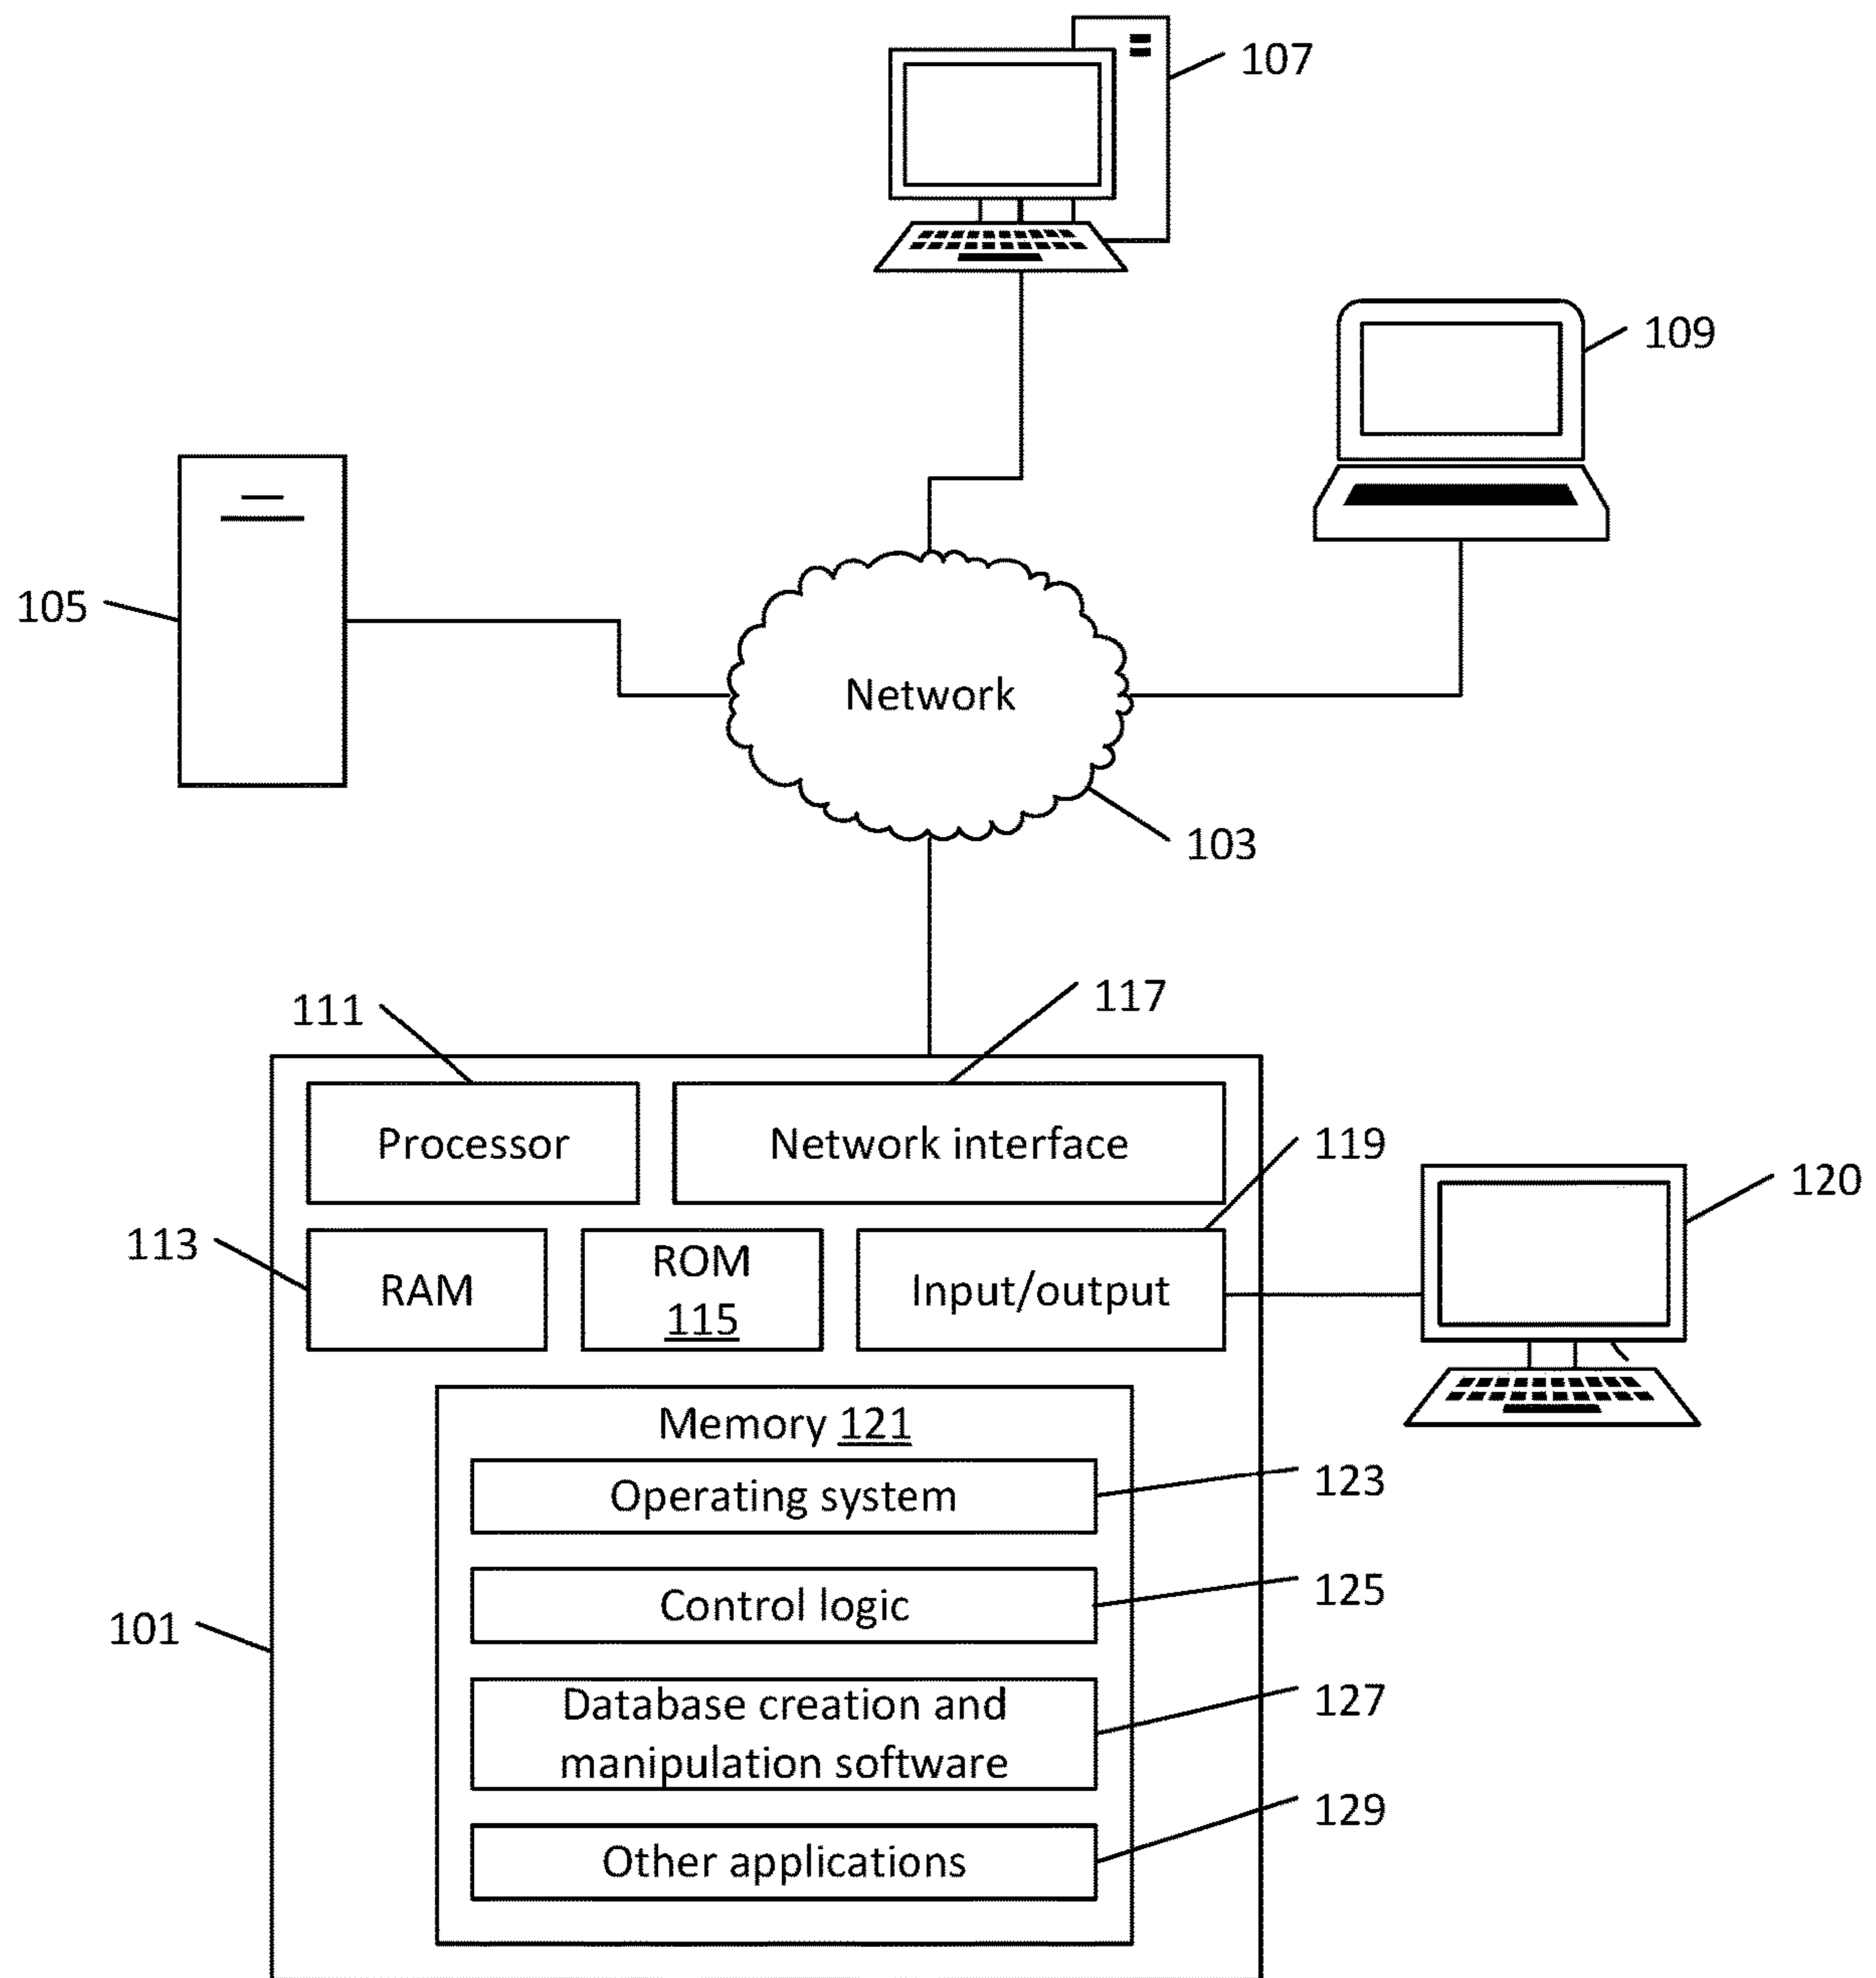 107
109
105
Network
103
111
117
Processor
Network interface
119
120
113
RAM
ROM
115
Input/output
Memory 121
Operating system
123
Control logic
125
101
Database creation and
manipulation software
127
Other applications
129